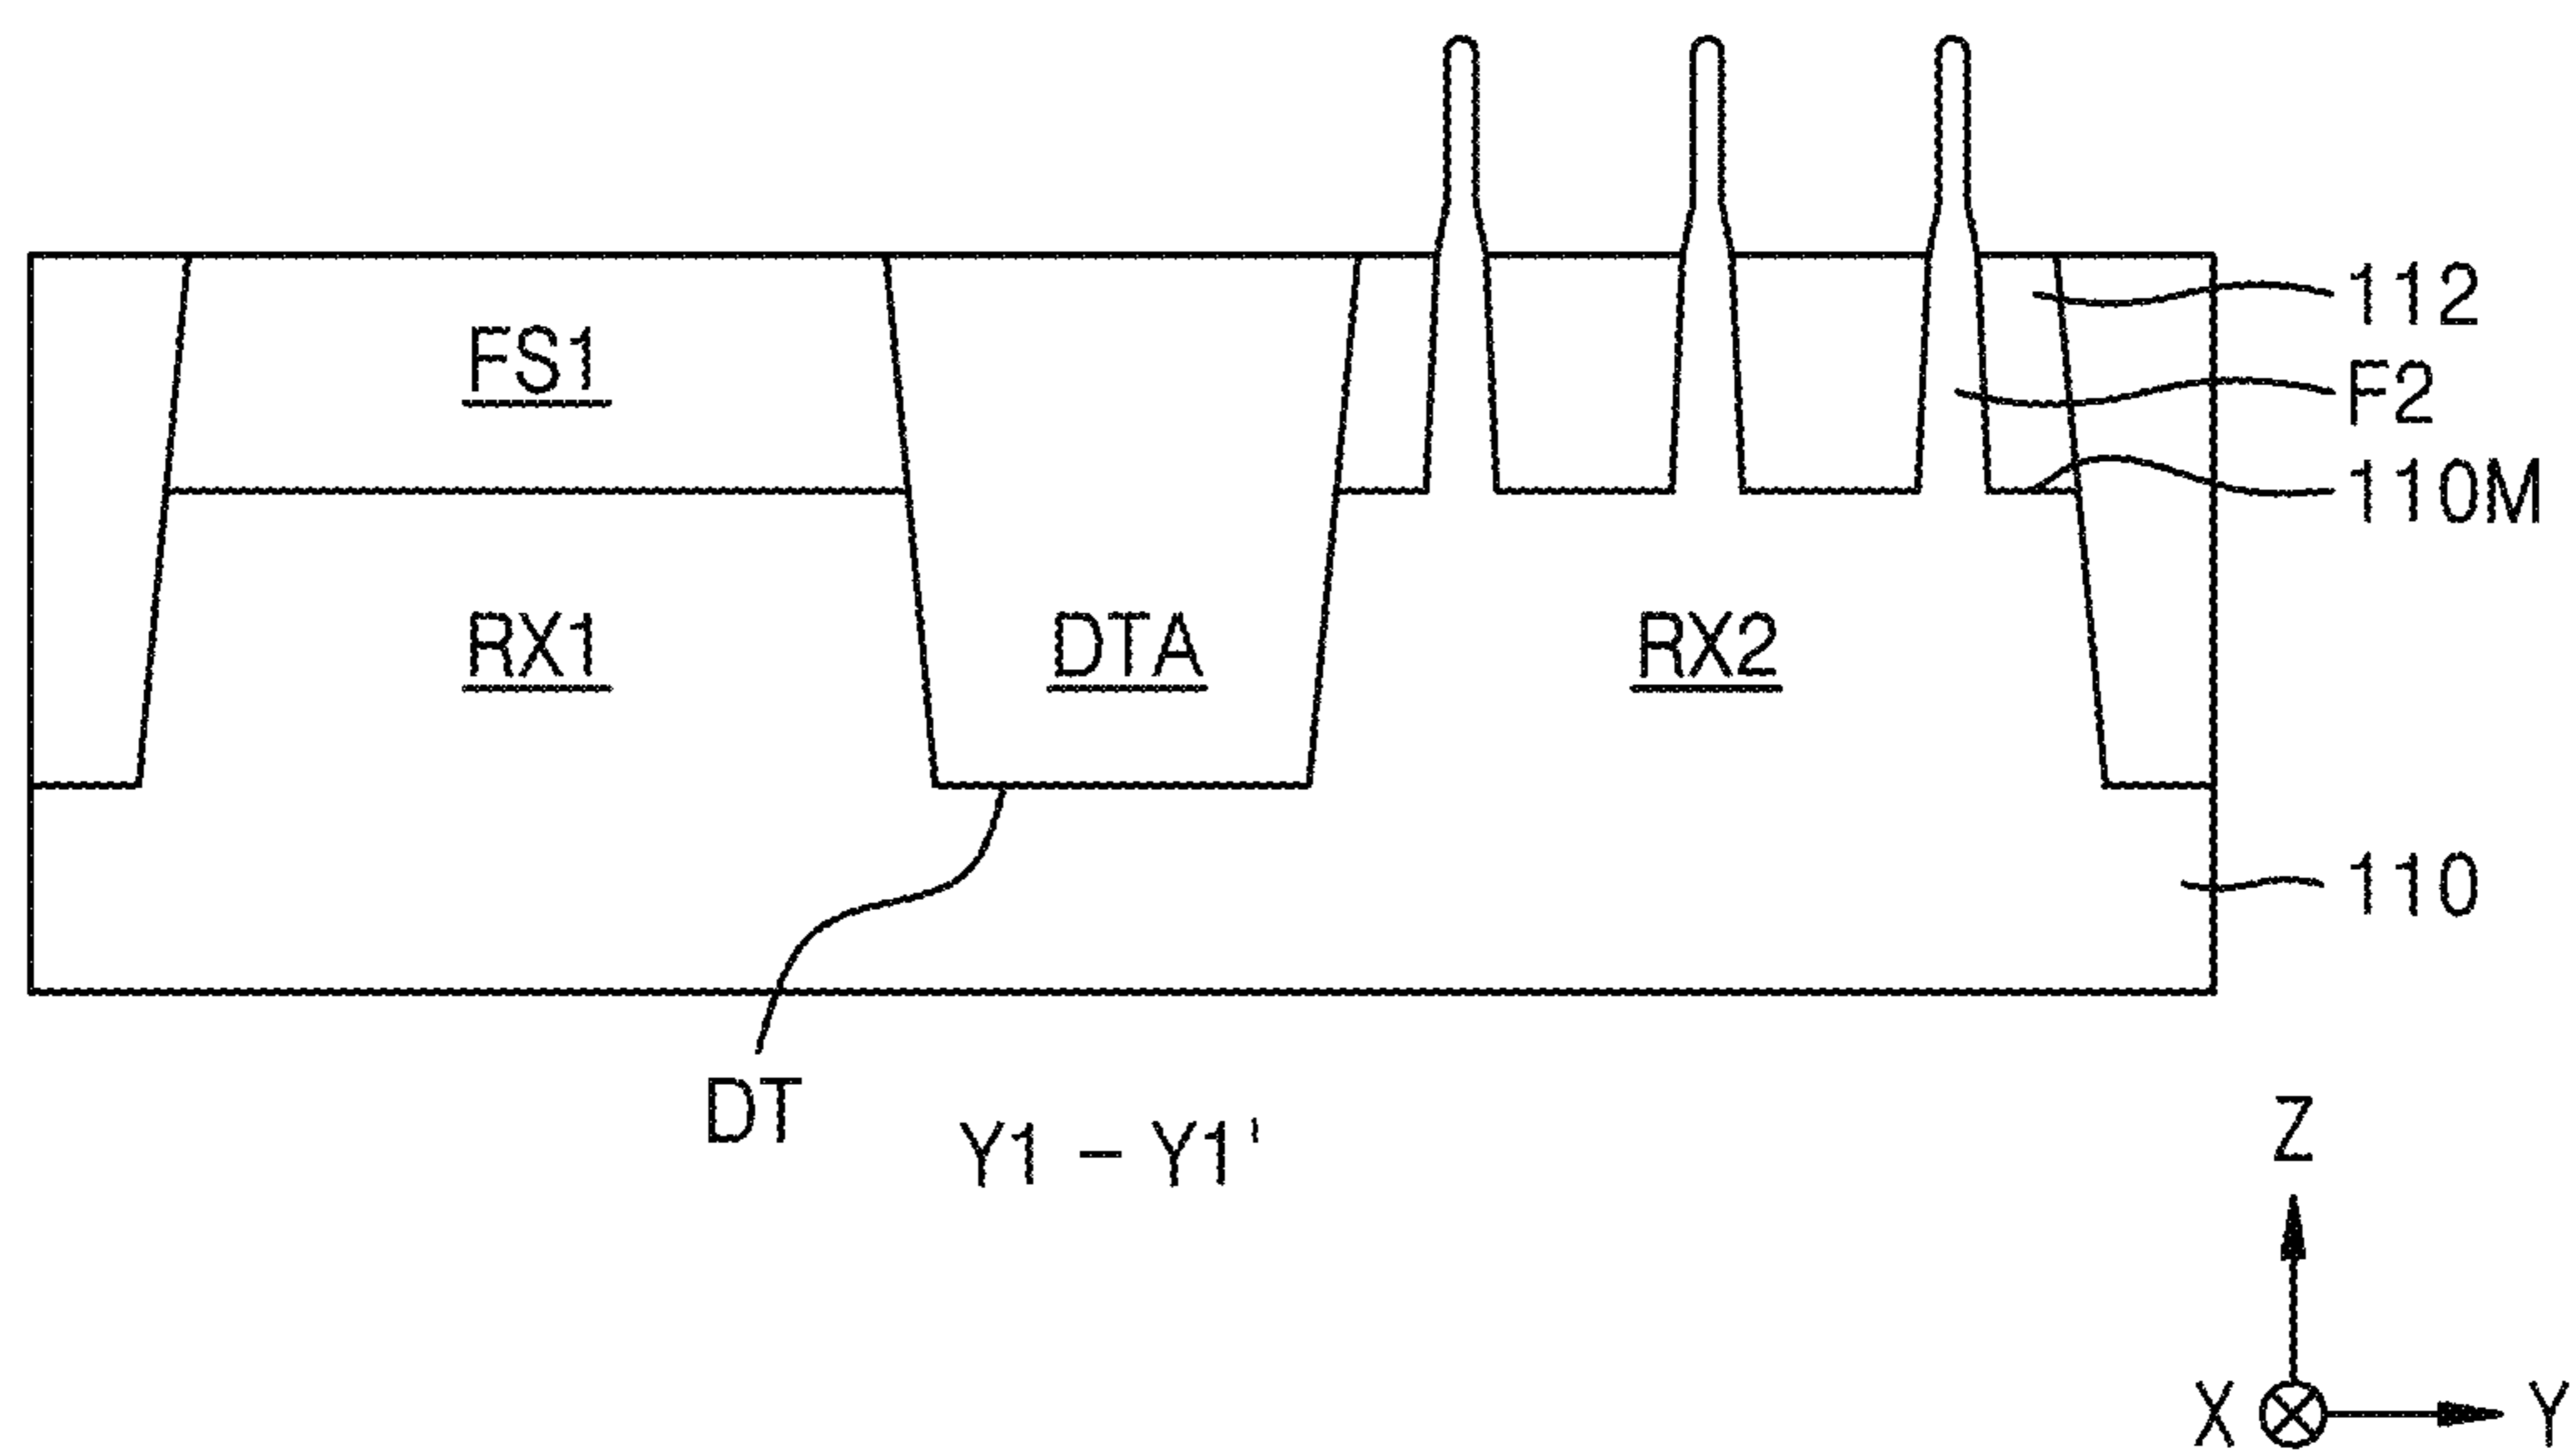 112
FS1
F2
110M
RX1
DTA
RX2
110
DT
Y1 – Y1'
Z
X
Y